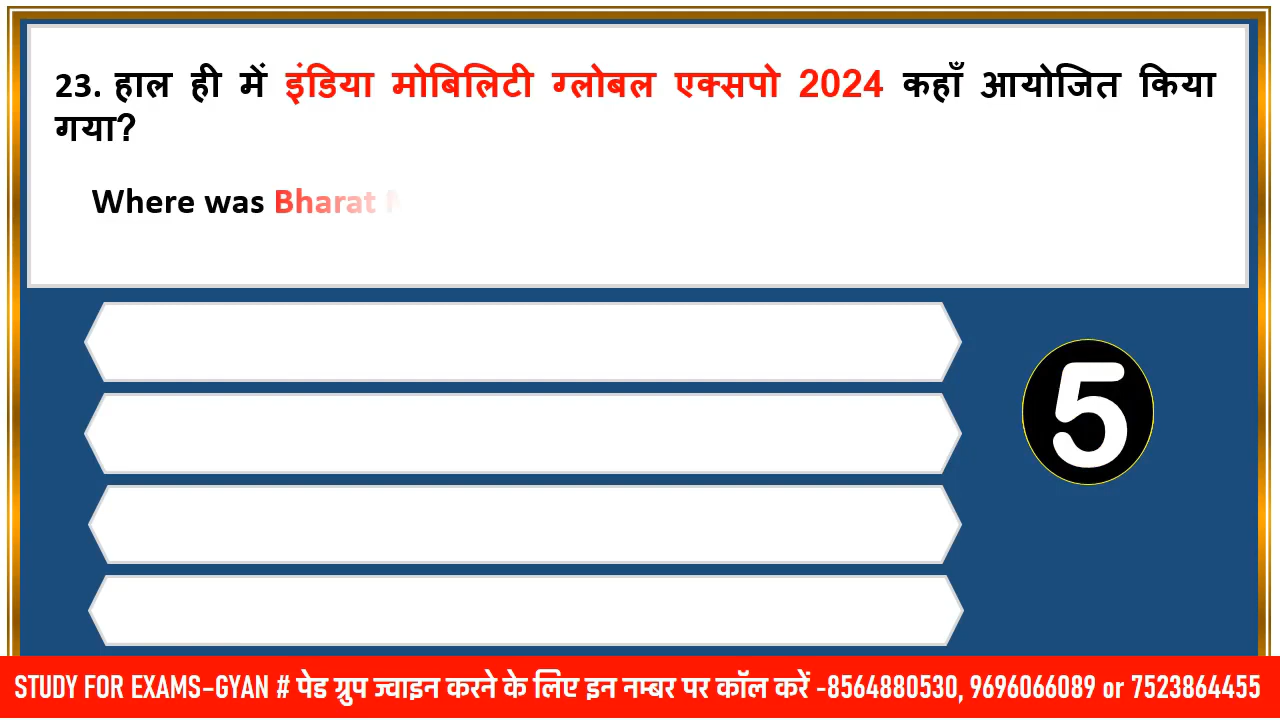 23. हाल ही में इंडिया मोबिलिटी ग्लोबल एक्सपो 2024 कहाँ आयोजित किया
गया?
Where was Bharat
5
STUDY FOR EXAMS-GYAN # पेड ग्रुप ज्वाइन करने के लिए इन नम्बर पर कॉल करें -8564880530, 9696066089 or 7523864455